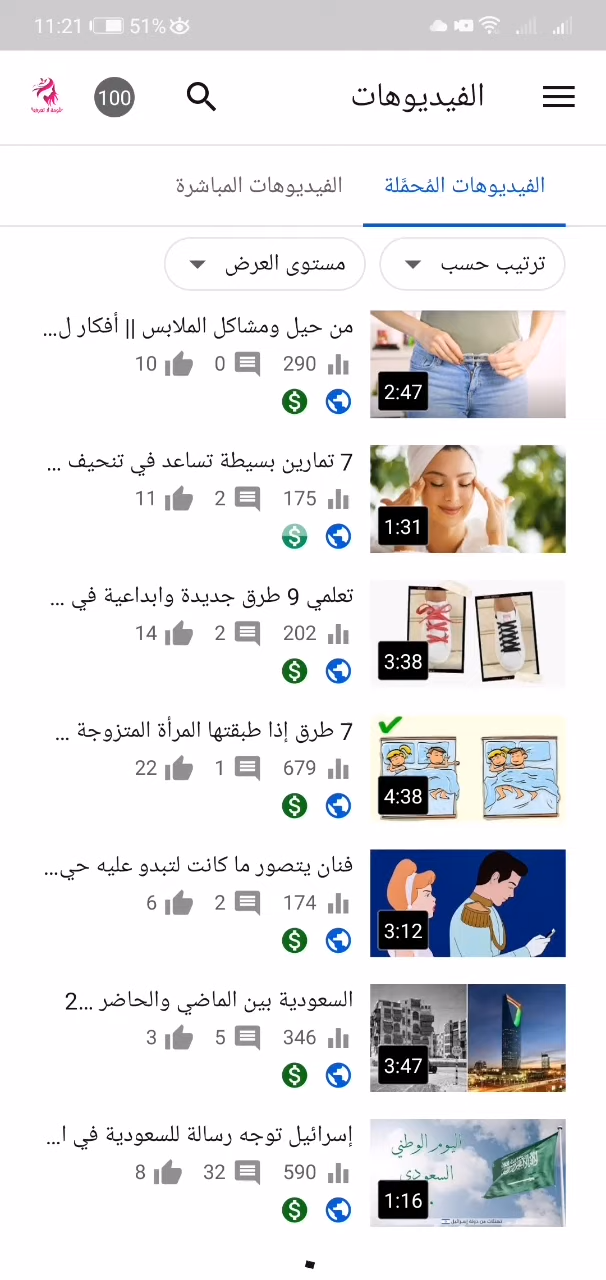 11:21 51%
الفيديوهات 100
الفيديوهات المُحمَّلة الفيديوهات المباشرة
ترتيب حسب مستوى العرض
من حيل ومشاكل الملابس || أفكار ل...
290 0 10
2:47
7 تمارين بسيطة تساعد في تنحيف ...
175 2 11
1:31
تعلمي 9 طرق جديدة وابداعية في ...
202 2 14
3:38
7 طرق إذا طبقتها المرأة المتزوجة ...
679 1 22
4:38
فنان يتصور ما كانت لتبدو عليه حي...
174 2 6
3:12
السعودية بين الماضي والحاضر ...2
346 5 3
3:47
إسرائيل توجه رسالة للسعودية في ا...
590 32 8
اليوم الوطني
السعودي
1:16